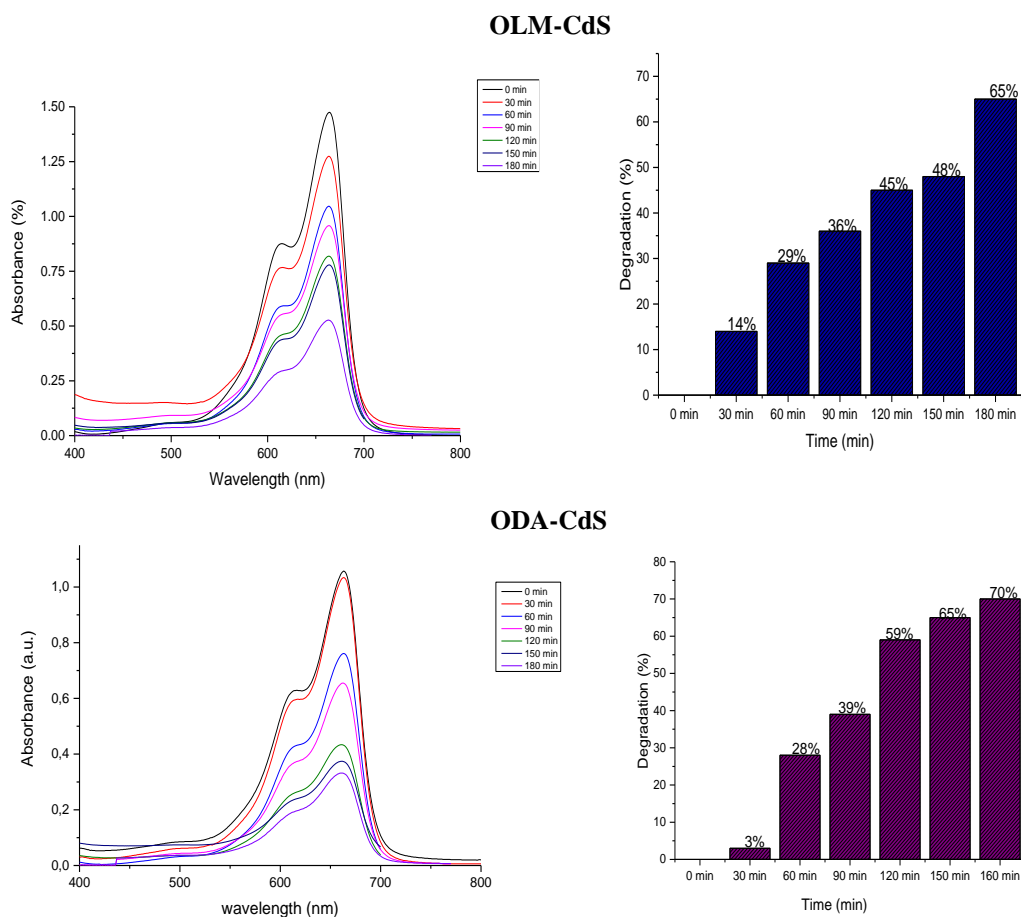 OLM-CdS
1.50
1.25
1.00
0.75
0.50
0.25
0.00
400
500
600
700
800
Absorbance (%)
Wavelength (nm)
0 min
30 min
60 min
90 min
120 min
150 min
180 min
70
60
50
40
30
20
10
0
Degradation (%)
14%
29%
36%
45%
48%
65%
0 min
30 min
60 min
90 min
120 min
150 min
180 min
Time (min)
ODA-CdS
1,0
0,8
0,6
0,4
0,2
0,0
400
500
600
700
800
Absorbance (a.u.)
wavelength (nm)
0 min
30 min
60 min
90 min
120 min
150 min
180 min
80
70
60
50
40
30
20
10
0
Degradation (%)
3%
28%
39%
59%
65%
70%
0 min
30 min
60 min
90 min
120 min
150 min
160 min
Time (min)